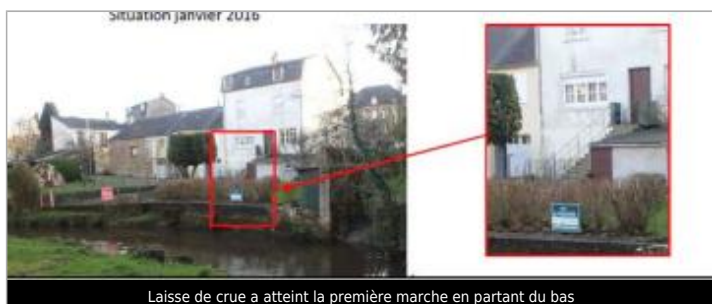 Situation janvier 2016
Laisse de crue a atteint la première marche en partant du bas